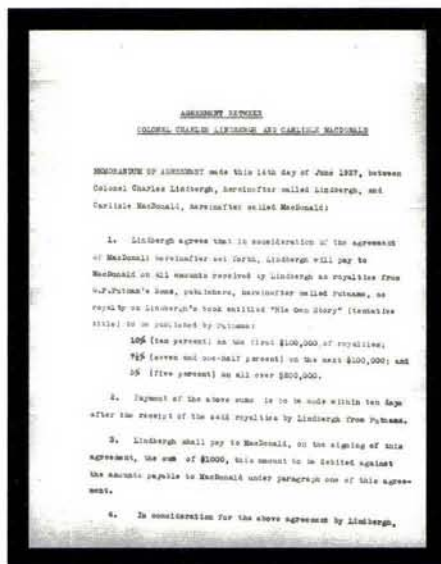 AGREEMENT BETWEEN
COLONEL CHARLES LINDBERGH AND CARLISLE MACDONALD
MEMORANDUM OF AGREEMENT made this 14th day of June 1927, between
Colonel Charles Lindbergh, hereinafter called Lindbergh, and
Carlisle MacDonald, hereinafter called MacDonald:
1. Lindbergh agrees that in consideration of the agreement
of MacDonald hereinafter set forth, Lindbergh will pay to
MacDonald on all amounts received by Lindbergh as royalties from
G.P.Putnam's Sons, publishers, hereinafter called Putnams, as
royalty on Lindbergh's book entitled "His Own Story" (tentative
title) to be published by Putnams:
10% (ten percent) on the first $100,000 of royalties;
7½% (seven and one-half percent) on the next $100,000; and
5% (five percent) on all over $200,000.
2. Payment of the above sums is to be made within ten days
after the receipt of the said royalties by Lindbergh from Putnams.
3. Lindbergh shall pay to MacDonald, on the signing of this
agreement, the sum of $1000, this amount to be debited against
the amounts payable to MacDonald under paragraph one of this agree-
ment.
4. In consideration for the above agreement by Lindbergh,